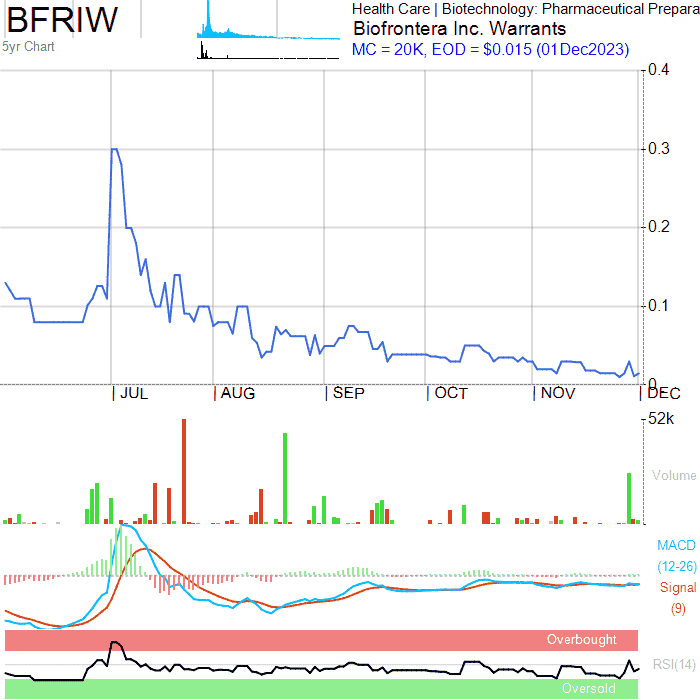 BFRIW
5yr Chart
Health Care | Biotechnology: Pharmaceutical Prepara
Biofrontera Inc. Warrants
MC = 20K, EOD = $0.015 (01Dec2023)
0.4
0.3
0.2
0.1
0
JUL AUG SEP OCT NOV DEC
52k
Volume
MACD
(12-26)
Signal
(9)
Overbought
RSI(14)
Oversold